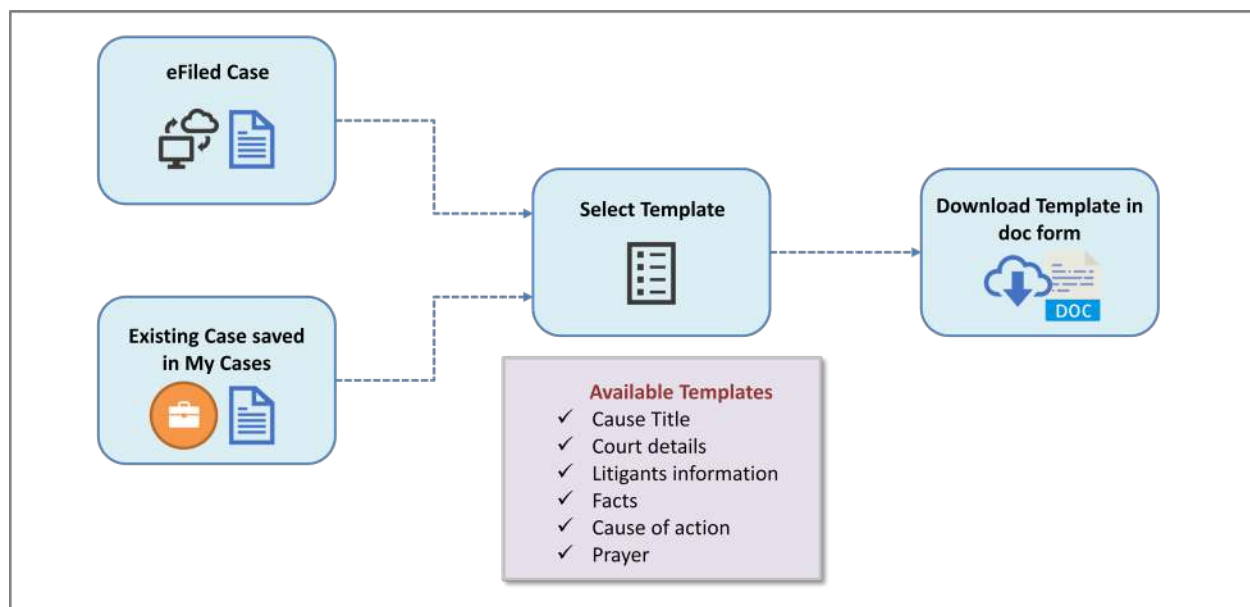 eFiled Case
Existing Case saved
in My Cases
Select Template
Download Template in
doc form
DOC
Available Templates
✓ Cause Title
✓ Court details
✓ Litigants information
✓ Facts
✓ Cause of action
✓ Prayer